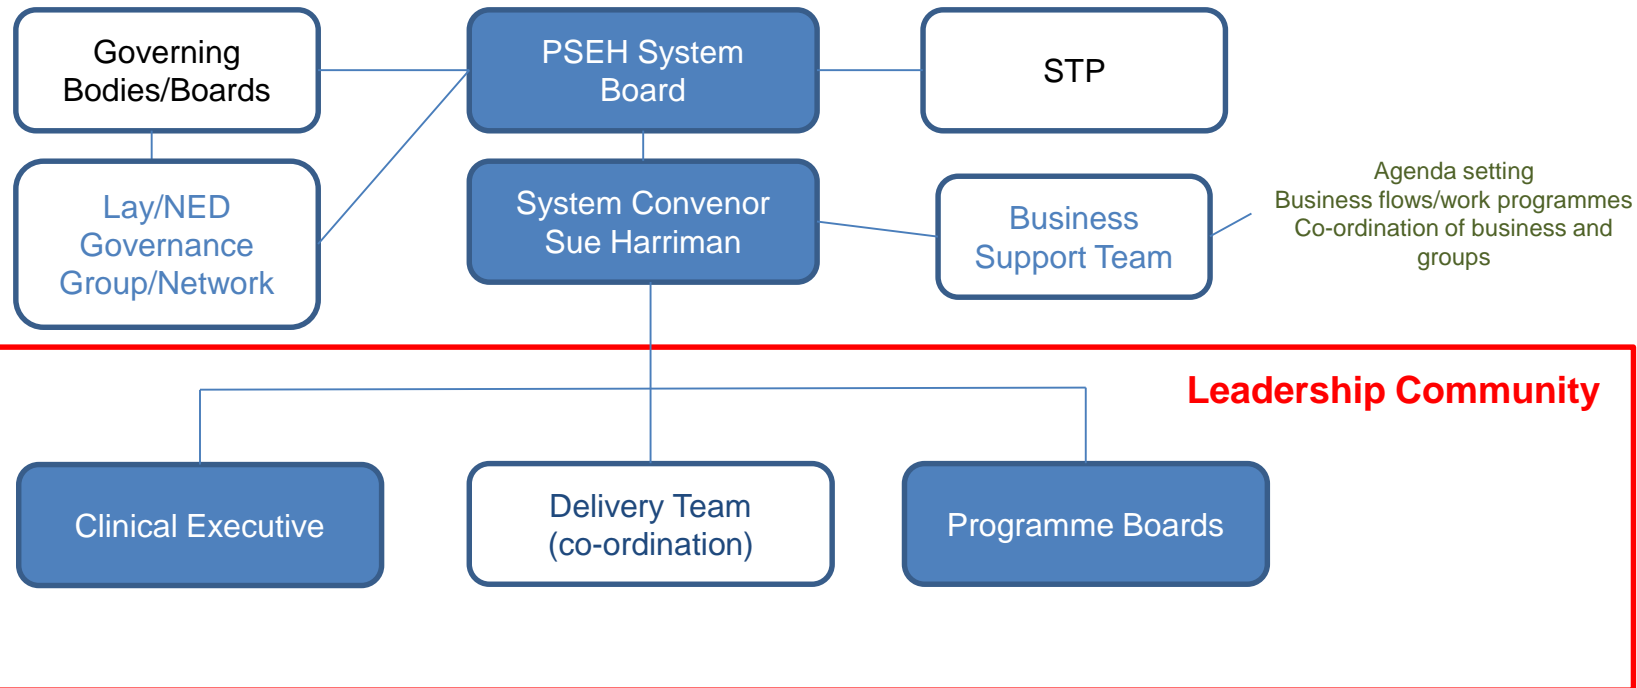 Governing
Bodies/Boards
PSEH System
Board
STP
Lay/NED
Governance
Group/Network
System Convenor
Sue Harriman
Business
Support Team
Agenda setting
Business flows/work programmes
Co-ordination of business and
groups
Leadership Community
Clinical Executive
Delivery Team
(co-ordination)
Programme Boards